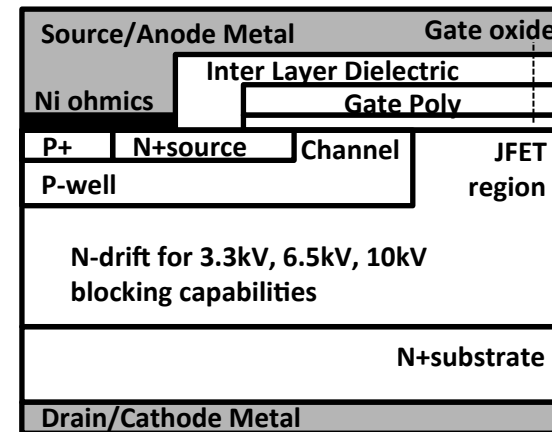 Source/Anode Metal
Gate oxide
Inter Layer Dielectric
Ni ohmics
Gate Poly
P+
N+source
Channel
JFET
region
P-well
N-drift for 3.3kV, 6.5kV, 10kV
blocking capabilities
N+substrate
Drain/Cathode Metal